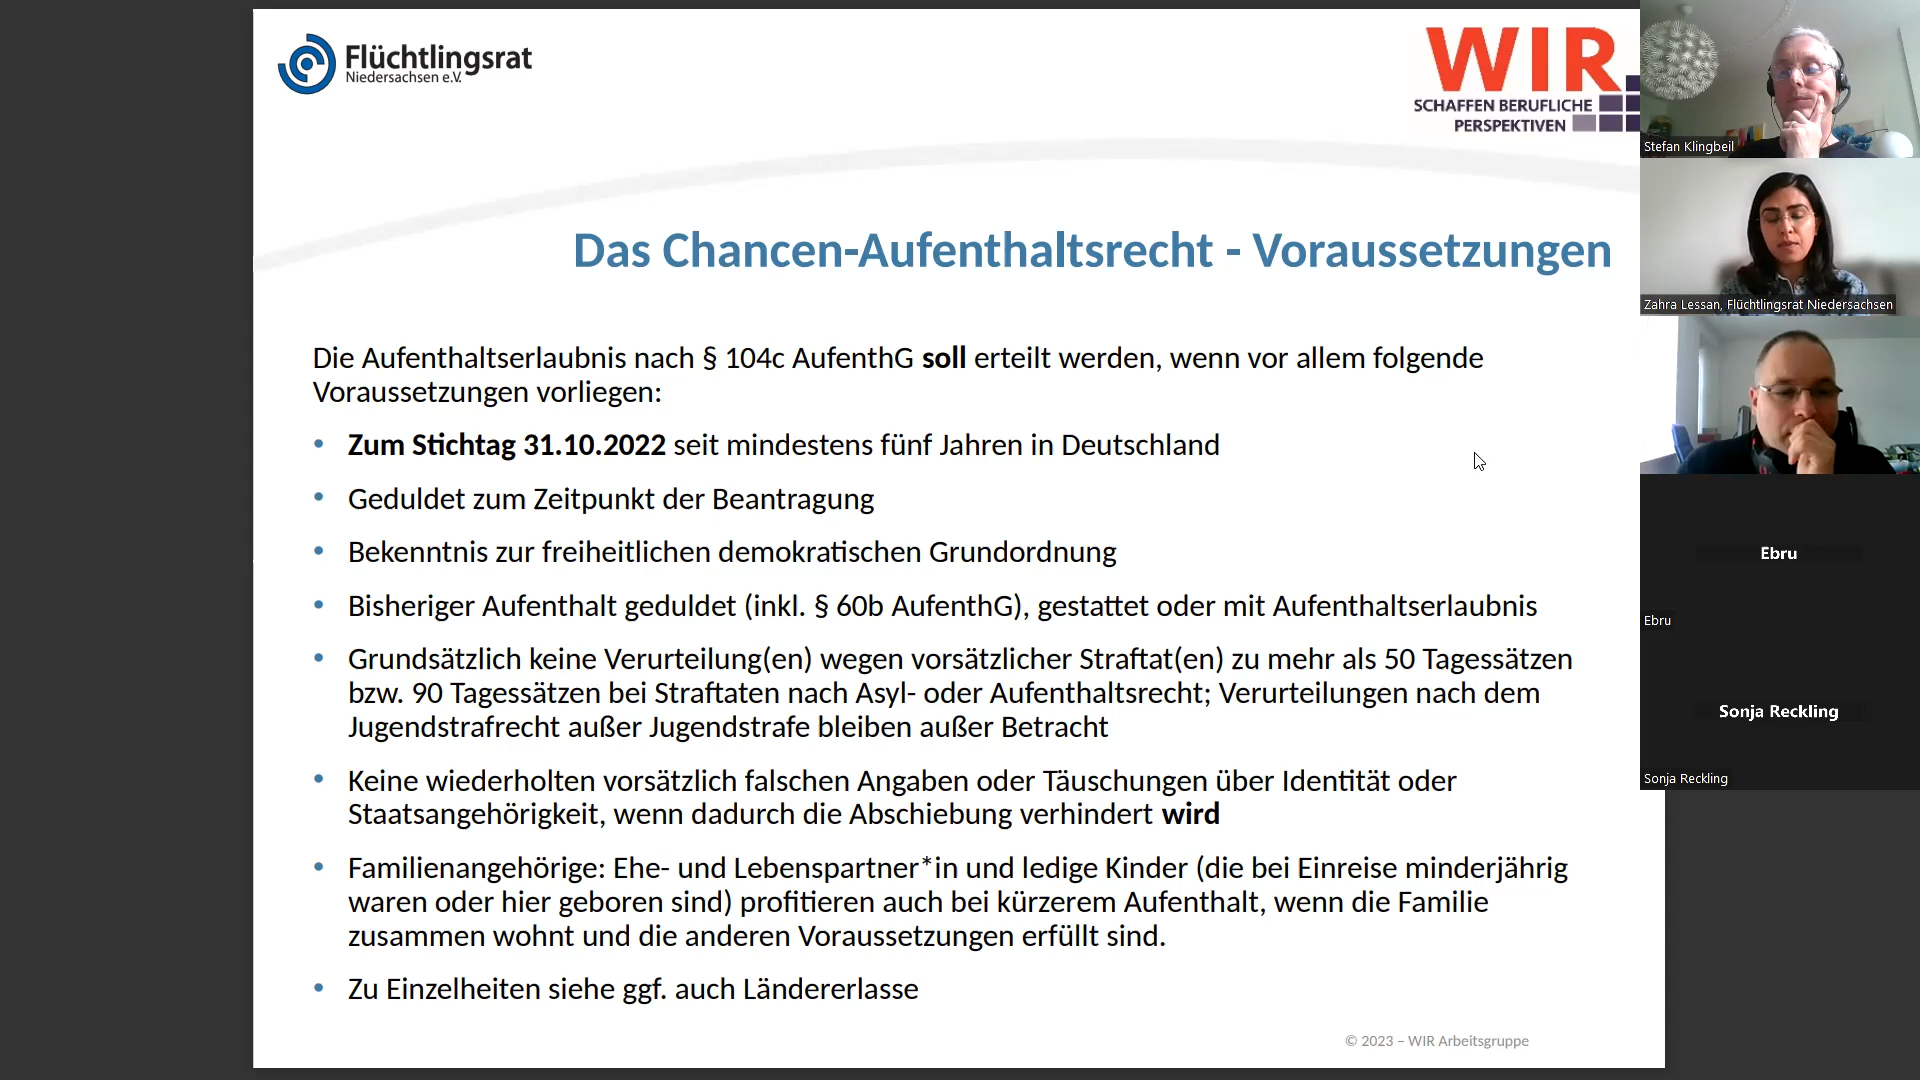 Flüchtlingsrat
Niedersachsen e.V.
WIR
SCHAFFEN BERUFLICHE
PERSPEKTIVEN
Das Chancen-Aufenthaltsrecht - Voraussetzungen
Die Aufenthaltserlaubnis nach § 104c AufenthG soll erteilt werden, wenn vor allem folgende
Voraussetzungen vorliegen:
• Zum Stichtag 31.10.2022 seit mindestens fünf Jahren in Deutschland
• Geduldet zum Zeitpunkt der Beantragung
• Bekenntnis zur freiheitlichen demokratischen Grundordnung
• Bisheriger Aufenthalt geduldet (inkl. § 60b AufenthG), gestattet oder mit Aufenthaltserlaubnis
• Grundsätzlich keine Verurteilung(en) wegen vorsätzlicher Straftat(en) zu mehr als 50 Tagessätzen
bzw. 90 Tagessätzen bei Straftaten nach Asyl- oder Aufenthaltsrecht; Verurteilungen nach dem
Jugendstrafrecht außer Jugendstrafe bleiben außer Betracht
• Keine wiederholten vorsätzlich falschen Angaben oder Täuschungen über Identität oder
Staatsangehörigkeit, wenn dadurch die Abschiebung verhindert wird
• Familienangehörige: Ehe- und Lebenspartner*in und ledige Kinder (die bei Einreise minderjährig
waren oder hier geboren sind) profitieren auch bei kürzerem Aufenthalt, wenn die Familie
zusammen wohnt und die anderen Voraussetzungen erfüllt sind.
• Zu Einzelheiten siehe ggf. auch Ländererlasse
© 2023 – WIR Arbeitsgruppe
Stefan Klingbeil
Zahra Lessan, Flüchtlingsrat Niedersachsen
Ebru
Ebru
Sonja Reckling
Sonja Reckling